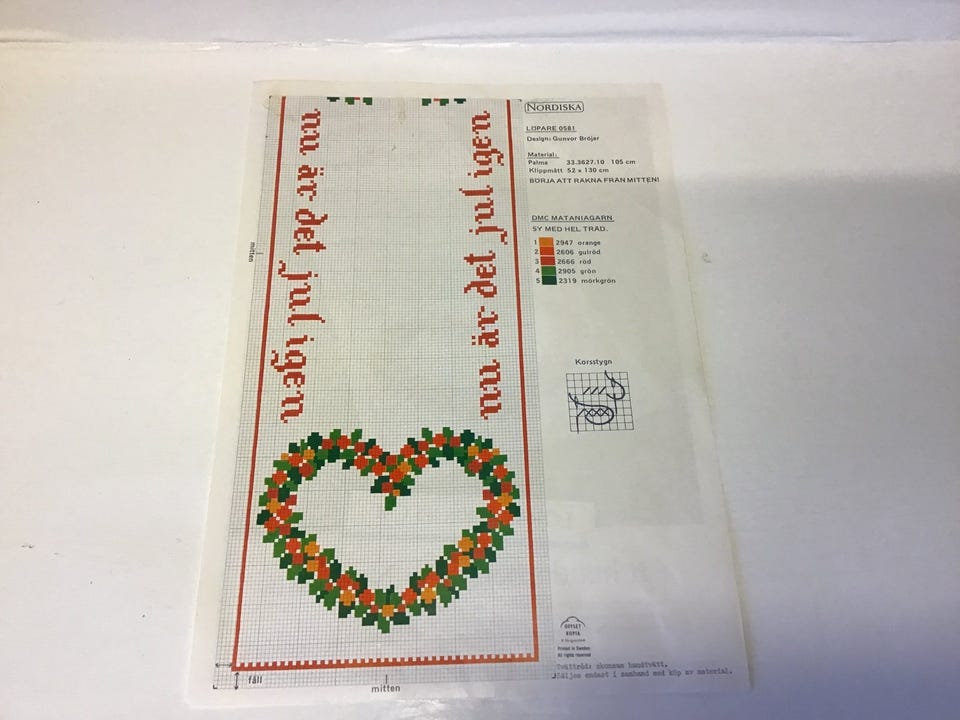 nu är det jul igen
nu är det jul igen
mitten
fåll
mitten
NORDISKA
LÖPARE 0581
Design: Gunvor Bröjer
Material:
Palma 33.3627.10 105 cm
Klippmått 52 x 130 cm
BÖRJA ATT RÄKNA FRÅN MITTEN!
DMC MATANIAGARN
SY MED HEL TRÅD.
1 2947 orange
2 2606 gulröd
3 2666 röd
4 2905 grön
5 2319 mörkgrön
Korsstygn
OFFSET
KOPIA
Printed in Sweden
All rights reserved
Tvättråd: skonsam handtvätt.
Säljes endast i samband med köp av material.